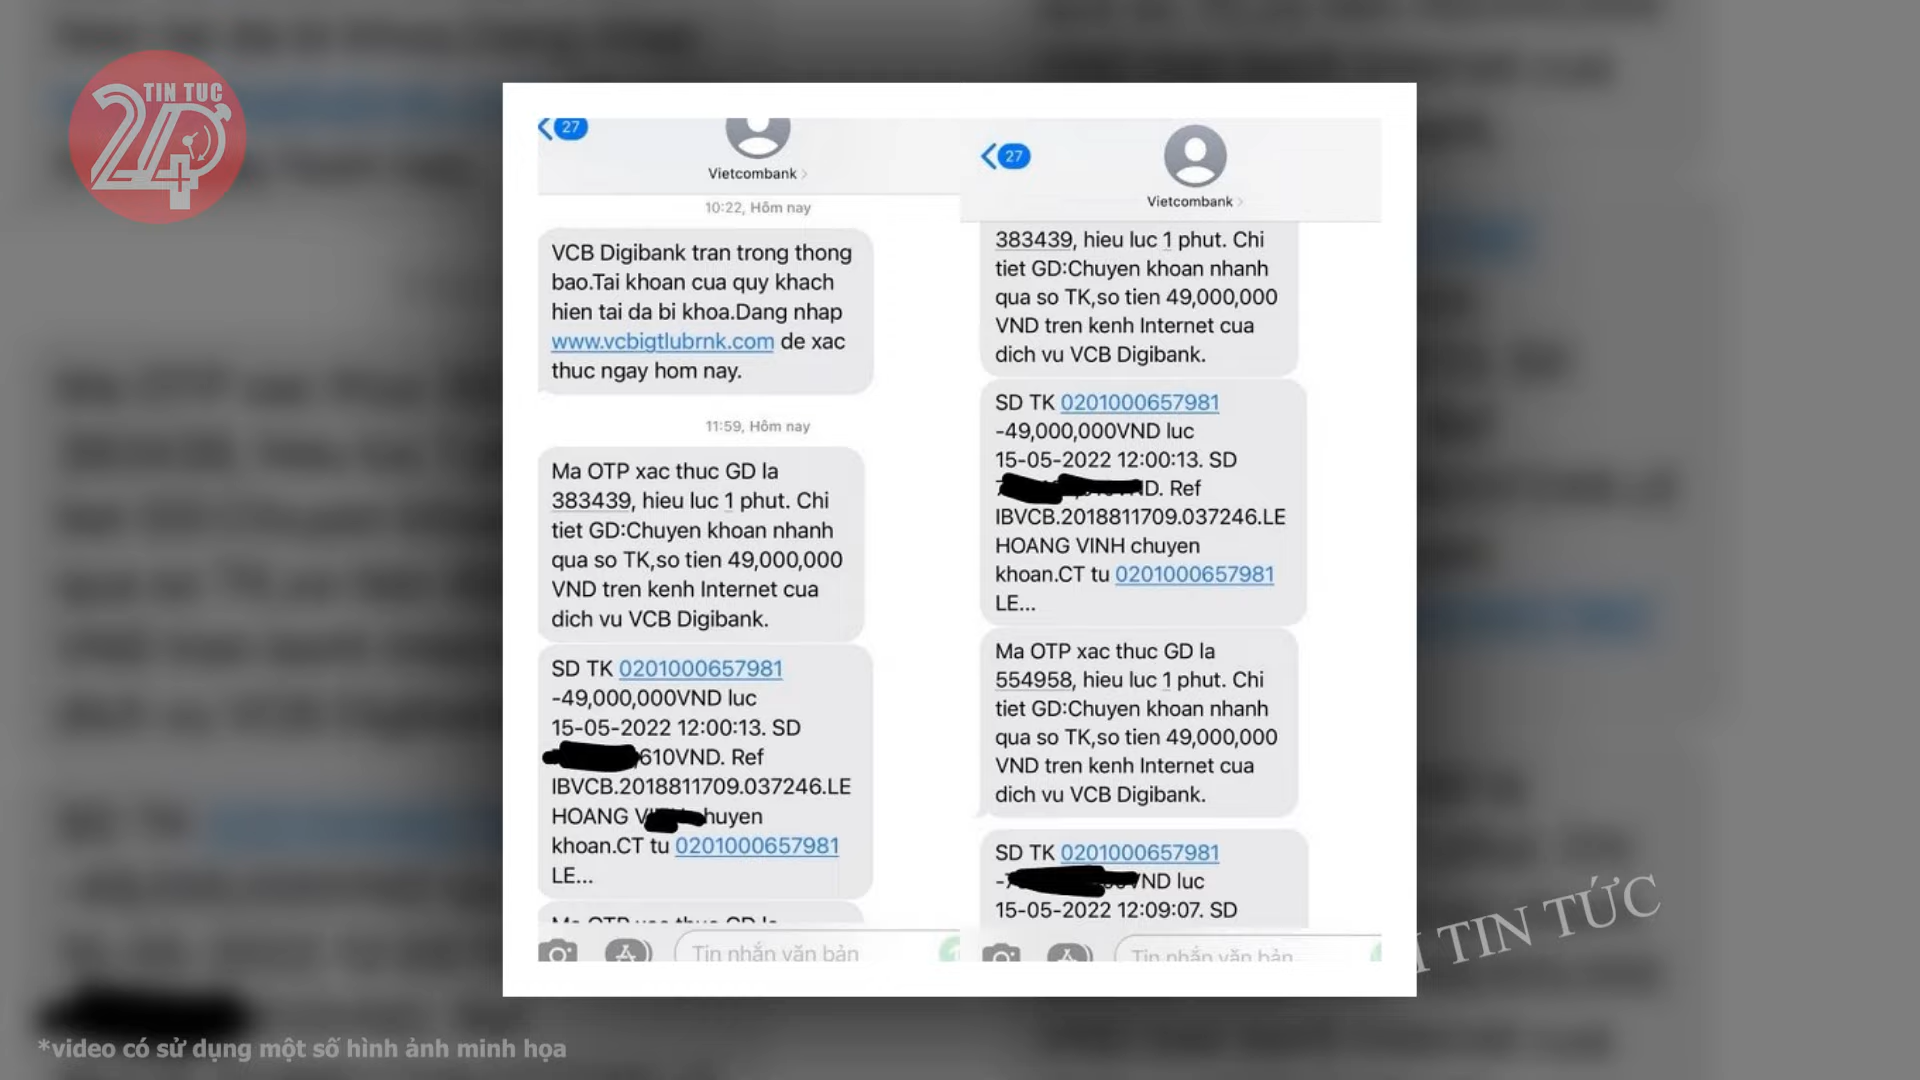 TIN TUC
24
27
Vietcombank
10:22, Hôm nay
VCB Digibank tran trong thong
bao.Tai khoan cua quy khach
hien tai da bi khoa.Dang nhap
www.vcbigtlubrnk.com de xac
thuc ngay hom nay.
11:59, Hôm nay
Ma OTP xac thuc GD la
383439, hieu luc 1 phut. Chi
tiet GD:Chuyen khoan nhanh
qua so TK,so tien 49,000,000
VND tren kenh Internet cua
dich vu VCB Digibank.
SD TK 0201000657981
-49,000,000VND luc
15-05-2022 12:00:13. SD
,610VND. Ref
IBVCB.2018811709.037246.LE
HOANG chuyen
khoan.CT tu 0201000657981
LE...
Ma OTP xac thuc GD la
Tin nhắn văn bản
27
Vietcombank
383439, hieu luc 1 phut. Chi
tiet GD:Chuyen khoan nhanh
qua so TK,so tien 49,000,000
VND tren kenh Internet cua
dich vu VCB Digibank.
SD TK 0201000657981
-49,000,000VND luc
15-05-2022 12:00:13. SD
VND. Ref
IBVCB.2018811709.037246.LE
HOANG VINH chuyen
khoan.CT tu 0201000657981
LE...
Ma OTP xac thuc GD la
554958, hieu luc 1 phut. Chi
tiet GD:Chuyen khoan nhanh
qua so TK,so tien 49,000,000
VND tren kenh Internet cua
dich vu VCB Digibank.
SD TK 0201000657981
VND luc
15-05-2022 12:09:07. SD
Tin nhắn văn bản
TIN TỨC
*video có sử dụng một số hình ảnh minh họa